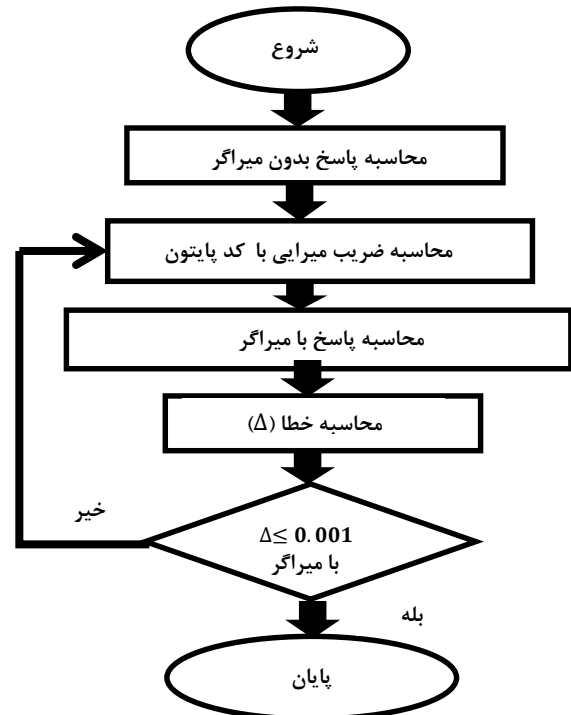 شروع
محاسبه پاسخ بدون میراگر
محاسبه ضریب میرایی با کد پایتون
محاسبه پاسخ با میراگر
محاسبه خطا (Δ)
خیر
Δ≤ 0.001
با میراگر
بله
پایان